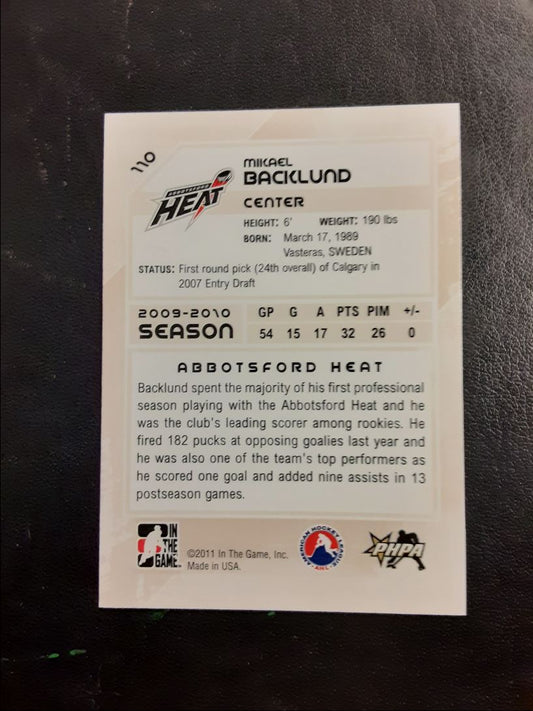 110
ABBOTSFORD
HEAT
MIKAEL
BACKLUND
CENTER
HEIGHT: 6' WEIGHT: 190 lbs
BORN: March 17, 1989
Vasteras, SWEDEN
STATUS: First round pick (24th overall) of Calgary in
2007 Entry Draft
2009-2010
SEASON
GP G A PTS PIM +/-
54 15 17 32 26 0
ABBOTSFORD HEAT
Backlund spent the majority of his first professional
season playing with the Abbotsford Heat and he
was the club's leading scorer among rookies. He
fired 182 pucks at opposing goalies last year and
he was also one of the team's top performers as
he scored one goal and added nine assists in 13
postseason games.
IN
THE
GAME
©2011 In The Game, Inc.
Made in USA.
AMERICAN HOCKEY LEAGUE
AHL
PHPA